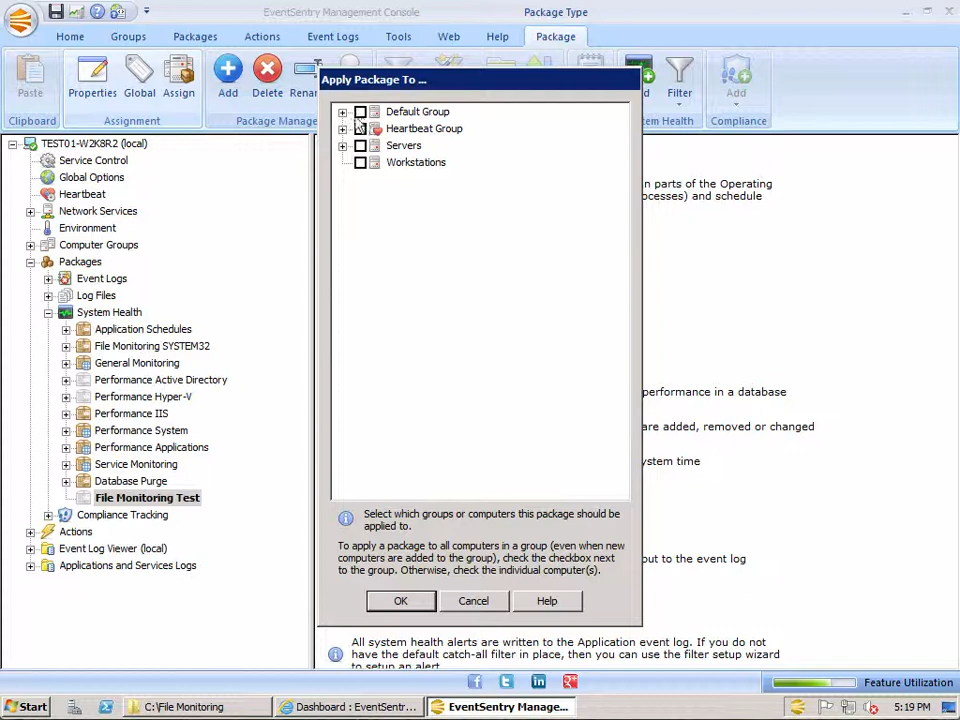 EventSentry Management Console
Package Type
Home
Groups
Packages
Actions
Event Logs
Tools
Web
Help
Package
Paste
Properties
Global
Assign
Add
Delete
Filter
Add
Clipboard
Assignment
Compliance
Apply Package To ...
Default Group
Heartbeat Group
Servers
Workstations
Select which groups or computers this package should be
applied to.
To apply a package to all computers in a group (even when new
computers are added to the group), check the checkbox next
to the group. Otherwise, check the individual computer(s).
OK
Cancel
Help
TEST01-W2K8R2 (local)
Service Control
Global Options
Heartbeat
Network Services
Environment
Computer Groups
Packages
Event Logs
Log Files
System Health
Application Schedules
File Monitoring SYSTEM32
General Monitoring
Performance Active Directory
Performance Hyper-V
Performance IIS
Performance System
Performance Applications
Service Monitoring
Database Purge
File Monitoring Test
Compliance Tracking
Actions
Event Log Viewer (local)
Applications and Services Logs
n parts of the Operating
ocesses) and schedule
performance in a database
are added, removed or changed
ystem time
out to the event log
All system health alerts are written to the Application event log. If you do not
have the default catch-all filter in place, then you can use the filter setup wizard
to setup an alert.
Feature Utilization
Start
C:\File Monitoring
Dashboard : EventSentr...
EventSentry Manage...
5:19 PM